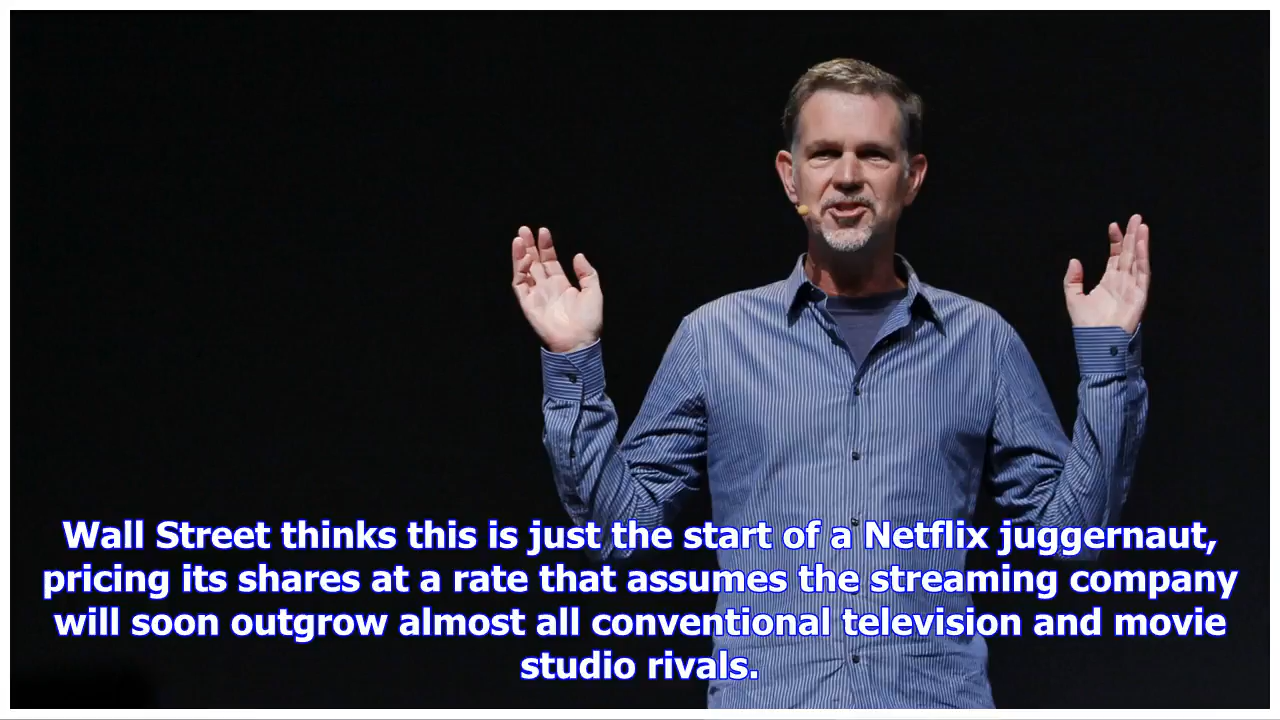 Wall Street thinks this is just the start of a Netflix juggernaut,
pricing its shares at a rate that assumes the streaming company
will soon outgrow almost all conventional television and movie
studio rivals.